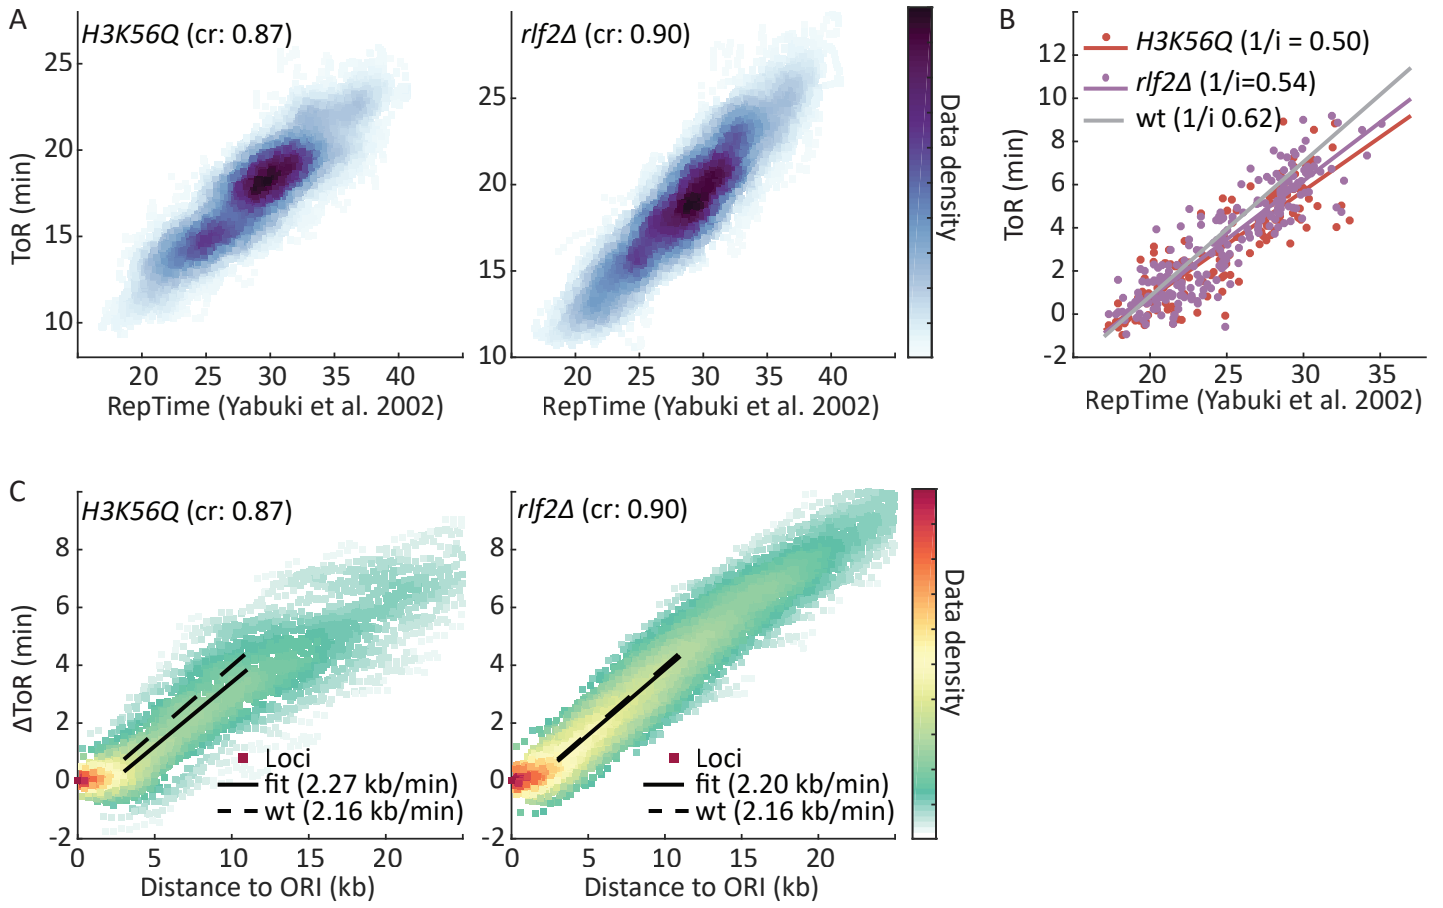 A
H3K56Q (cr: 0.87)
25
20
15
10
ToR (min)
20 25 30 35 40
RepTime (Yabuki et al. 2002)
rlf2Δ (cr: 0.90)
25
20
15
10
20 25 30 35 40
RepTime (Yabuki et al. 2002)
Data density
B
H3K56Q (1/i = 0.50)
rlf2Δ (1/i=0.54)
wt (1/i 0.62)
12
10
8
6
4
2
0
-2
ToR (min)
20 25 30 35
RepTime (Yabuki et al. 2002)
C
H3K56Q (cr: 0.87)
8
6
4
2
0
-2
ΔToR (min)
Loci
fit (2.27 kb/min)
wt (2.16 kb/min)
0 5 10 15 20
Distance to ORI (kb)
rlf2Δ (cr: 0.90)
8
6
4
2
0
-2
Loci
fit (2.20 kb/min)
wt (2.16 kb/min)
0 5 10 15 20
Distance to ORI (kb)
Data density